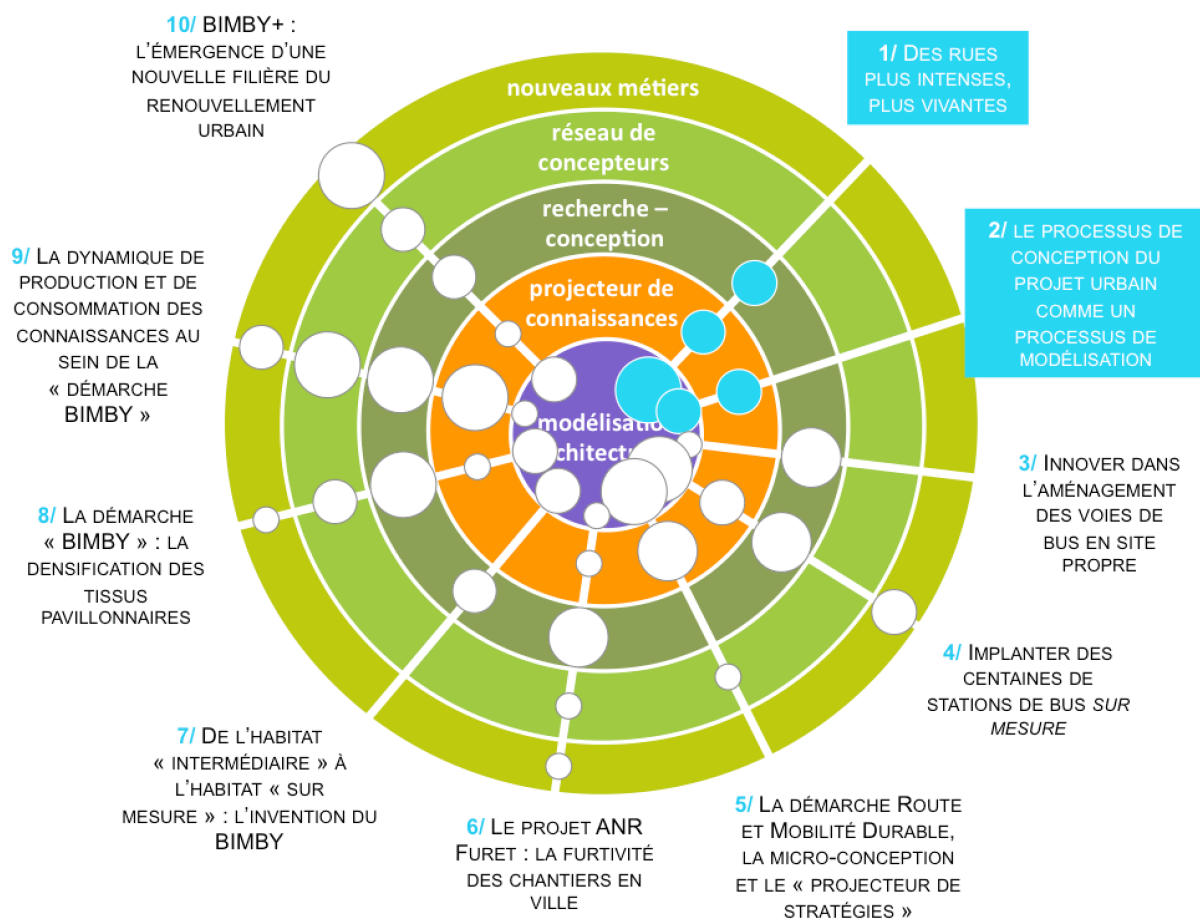 nouveaux métiers
réseau de
concepteurs
recherche –
conception
projecteur de
connaissances
1/ DES RUES
PLUS INTENSES,
PLUS VIVANTES
2/ LE PROCESSUS DE
CONCEPTION DU
PROJET URBAIN
COMME UN
PROCESSUS DE
MODÉLISATION
3/ INNOVER DANS
L'AMÉNAGEMENT
DES VOIES DE
BUS EN SITE
PROPRE
4/ IMPLANTER DES
CENTAINES DE
STATIONS DE BUS SUR
MESURE
5/ LA DÉMARCHE ROUTE
ET MOBILITÉ DURABLE,
LA MICRO-CONCEPTION
ET LE « PROJECTEUR DE
STRATÉGIES »
6/ LE PROJET ANR
FURET : LA FURTIVITÉ
DES CHANTIERS EN
VILLE
7/ DE L'HABITAT
« INTERMÉDIAIRE » À
L'HABITAT « SUR
MESURE » : L'INVENTION DU
BIMBY
8/ LA DÉMARCHE
« BIMBY » : LA
DENSIFICATION DES
TISSUS
PAVILLONNAIRES
9/ LA DYNAMIQUE DE
PRODUCTION ET DE
CONSOMMATION DES
CONNAISSANCES AU
SEIN DE LA
« DÉMARCHE
BIMBY »
10/ BIMBY+ :
L'ÉMERGENCE D'UNE
NOUVELLE FILIÈRE DU
RENOUVELLEMENT
URBAIN